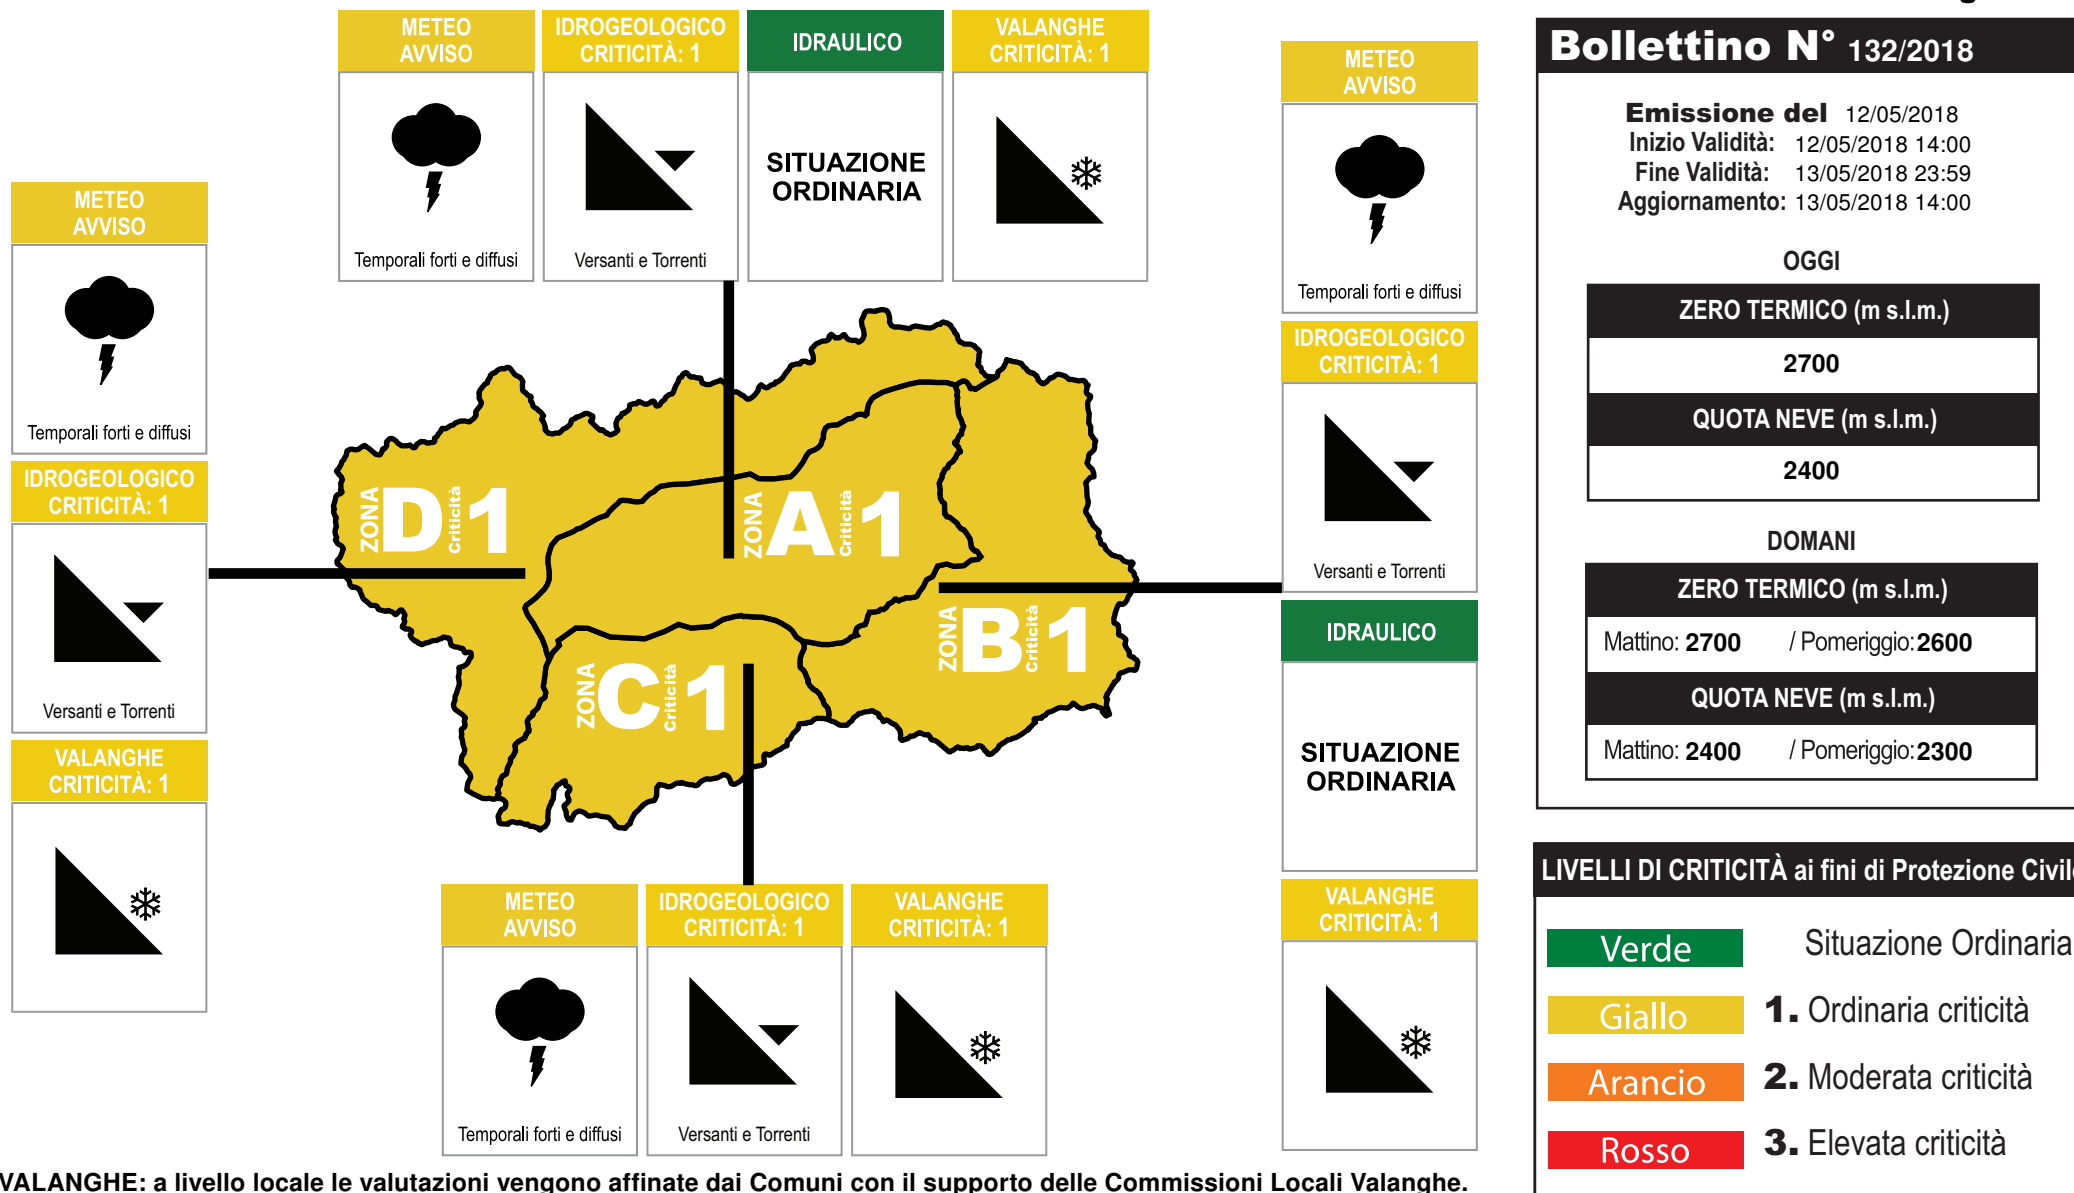 METEO
AVVISO
Temporali forti e diffusi
IDROGEOLOGICO
CRITICITÀ: 1
Versanti e Torrenti
IDRAULICO
SITUAZIONE
ORDINARIA
VALANGHE
CRITICITÀ: 1
METEO
AVVISO
Temporali forti e diffusi
IDROGEOLOGICO
CRITICITÀ: 1
Versanti e Torrenti
VALANGHE
CRITICITÀ: 1
ZONA D Criticità 1
ZONA A Criticità 1
ZONA C Criticità 1
ZONA B Criticità 1
METEO
AVVISO
Temporali forti e diffusi
IDROGEOLOGICO
CRITICITÀ: 1
Versanti e Torrenti
IDRAULICO
SITUAZIONE
ORDINARIA
VALANGHE
CRITICITÀ: 1
METEO
AVVISO
Temporali forti e diffusi
IDROGEOLOGICO
CRITICITÀ: 1
Versanti e Torrenti
VALANGHE
CRITICITÀ: 1
VALANGHE: a livello locale le valutazioni vengono affinate dai Comuni con il supporto delle Commissioni Locali Valanghe.
Bollettino N° 132/2018
Emissione del 12/05/2018
Inizio Validità: 12/05/2018 14:00
Fine Validità: 13/05/2018 23:59
Aggiornamento: 13/05/2018 14:00
OGGI
ZERO TERMICO (m s.l.m.)
2700
QUOTA NEVE (m s.l.m.)
2400
DOMANI
ZERO TERMICO (m s.l.m.)
Mattino: 2700 / Pomeriggio: 2600
QUOTA NEVE (m s.l.m.)
Mattino: 2400 / Pomeriggio: 2300
LIVELLI DI CRITICITÀ ai fini di Protezione Civile
Verde Situazione Ordinaria
Giallo 1. Ordinaria criticità
Arancio 2. Moderata criticità
Rosso 3. Elevata criticità